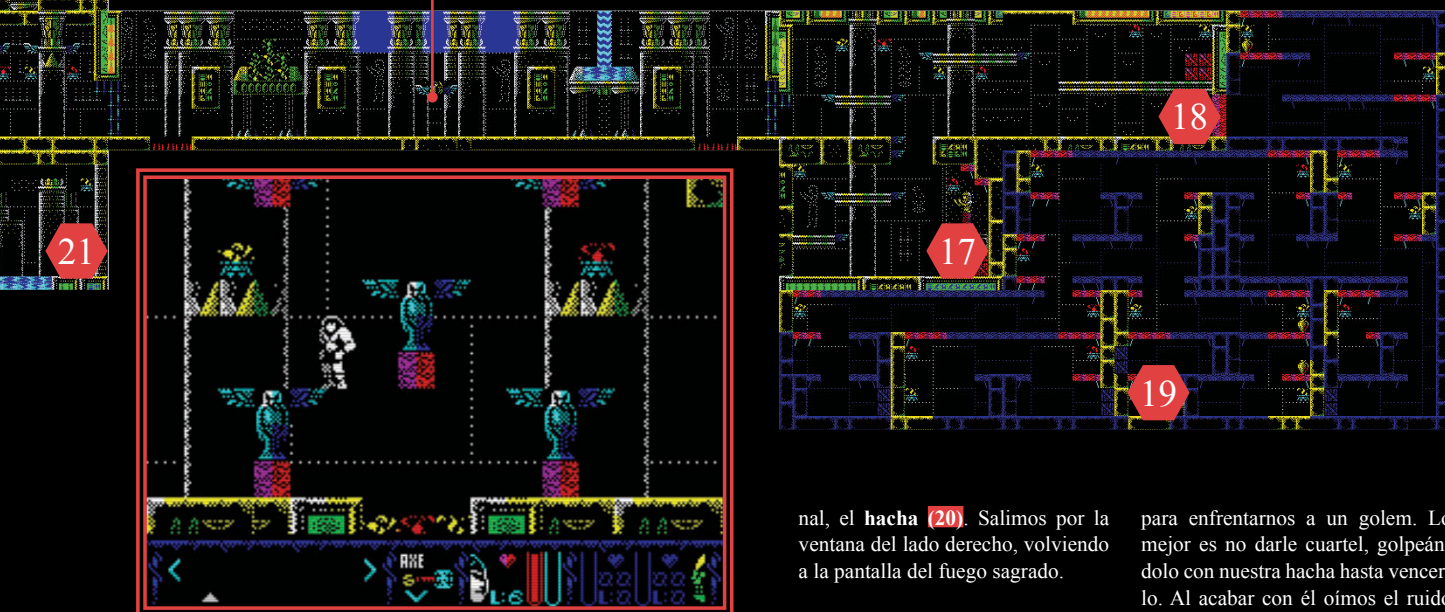 18
21
17
19
AXE
L:6
nal, el hacha (20). Salimos por la
ventana del lado derecho, volviendo
a la pantalla del fuego sagrado.
para enfrentarnos a un golem. Lo
mejor es no darle cuartel, golpeán
dolo con nuestra hacha hasta vencer
lo. Al acabar con él oímos el ruido